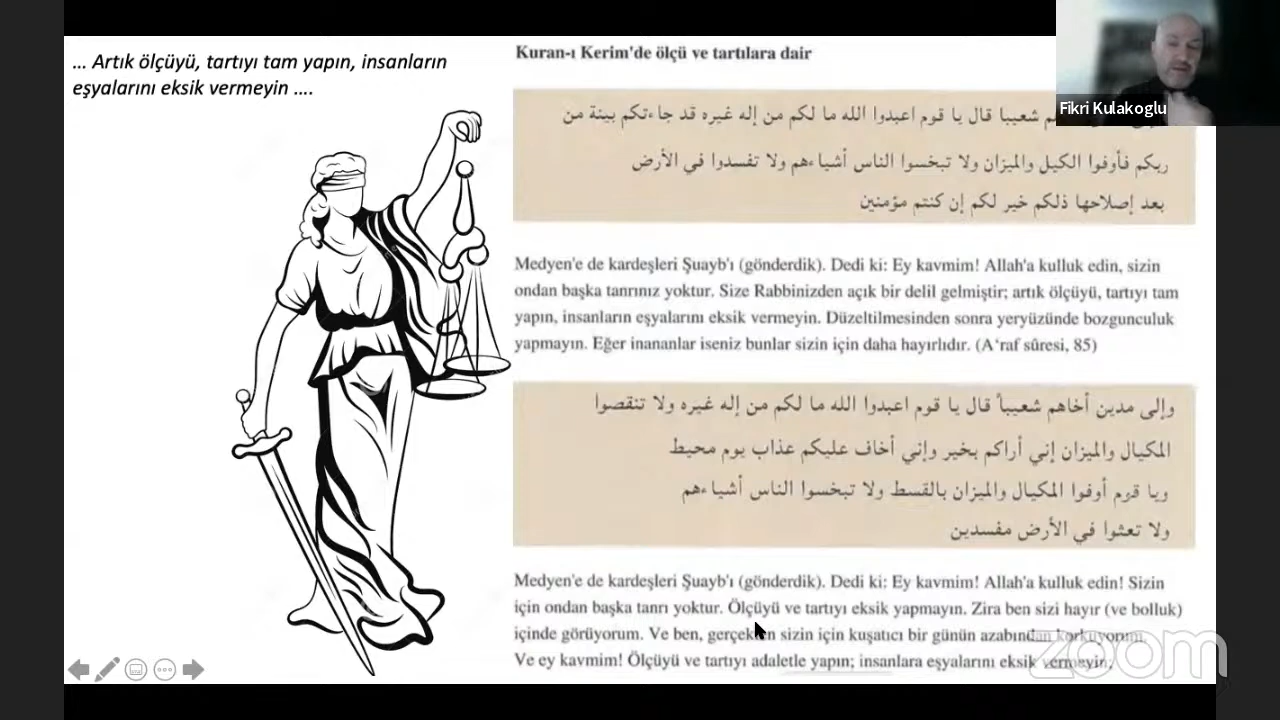 ... Artık ölçüyü, tartıyı tam yapın, insanların
eşyalarını eksik vermeyin ....
Kuran-ı Kerim'de ölçü ve tartılara dair
شعيبا قال يا قوم اعبدوا الله ما لكم من إله غيره قد جاءتكم بينة من
ربكم فأوفوا الكيل والميزان ولا تبخسوا الناس أشياءهم ولا تفسدوا في الأرض
بعد إصلاحها ذلكم خير لكم إن كنتم مؤمنين
Medyen'e de kardeşleri Şuayb'ı (gönderdik). Dedi ki: Ey kavmim! Allah'a kulluk edin, sizin
ondan başka tanrınız yoktur. Size Rabbinizden açık bir delil gelmiştir; artık ölçüyü, tartıyı tam
yapın, insanların eşyalarını eksik vermeyin. Düzeltilmesinden sonra yeryüzünde bozgunculuk
yapmayın. Eğer inananlar iseniz bunlar sizin için daha hayırlıdır. (A'raf sûresi, 85)
وإلى مدين أخاهم شعيباً قال يا قوم اعبدوا الله ما لكم من إله غيره ولا تنقصوا
المكيال والميزان إني أراكم بخير وإني أخاف عليكم عذاب يوم محيط
ويا قوم أوفوا المكيال والميزان بالقسط ولا تبخسوا الناس أشياءهم
ولا تعثوا في الأرض مفسدين
Medyen'e de kardeşleri Şuayb'ı (gönderdik). Dedi ki: Ey kavmim! Allah'a kulluk edin! Sizin
için ondan başka tanrı yoktur. Ölçüyü ve tartıyı eksik yapmayın. Zira ben sizi hayır (ve bolluk)
içinde görüyorum. Ve ben, gerçekten sizin için kuşatıcı bir günün azabından korkuyorum.
Ve ey kavmim! Ölçüyü ve tartıyı adaletle yapın; insanlara eşyalarını eksik vermeyin;
Fikri Kulakoglu
zoom